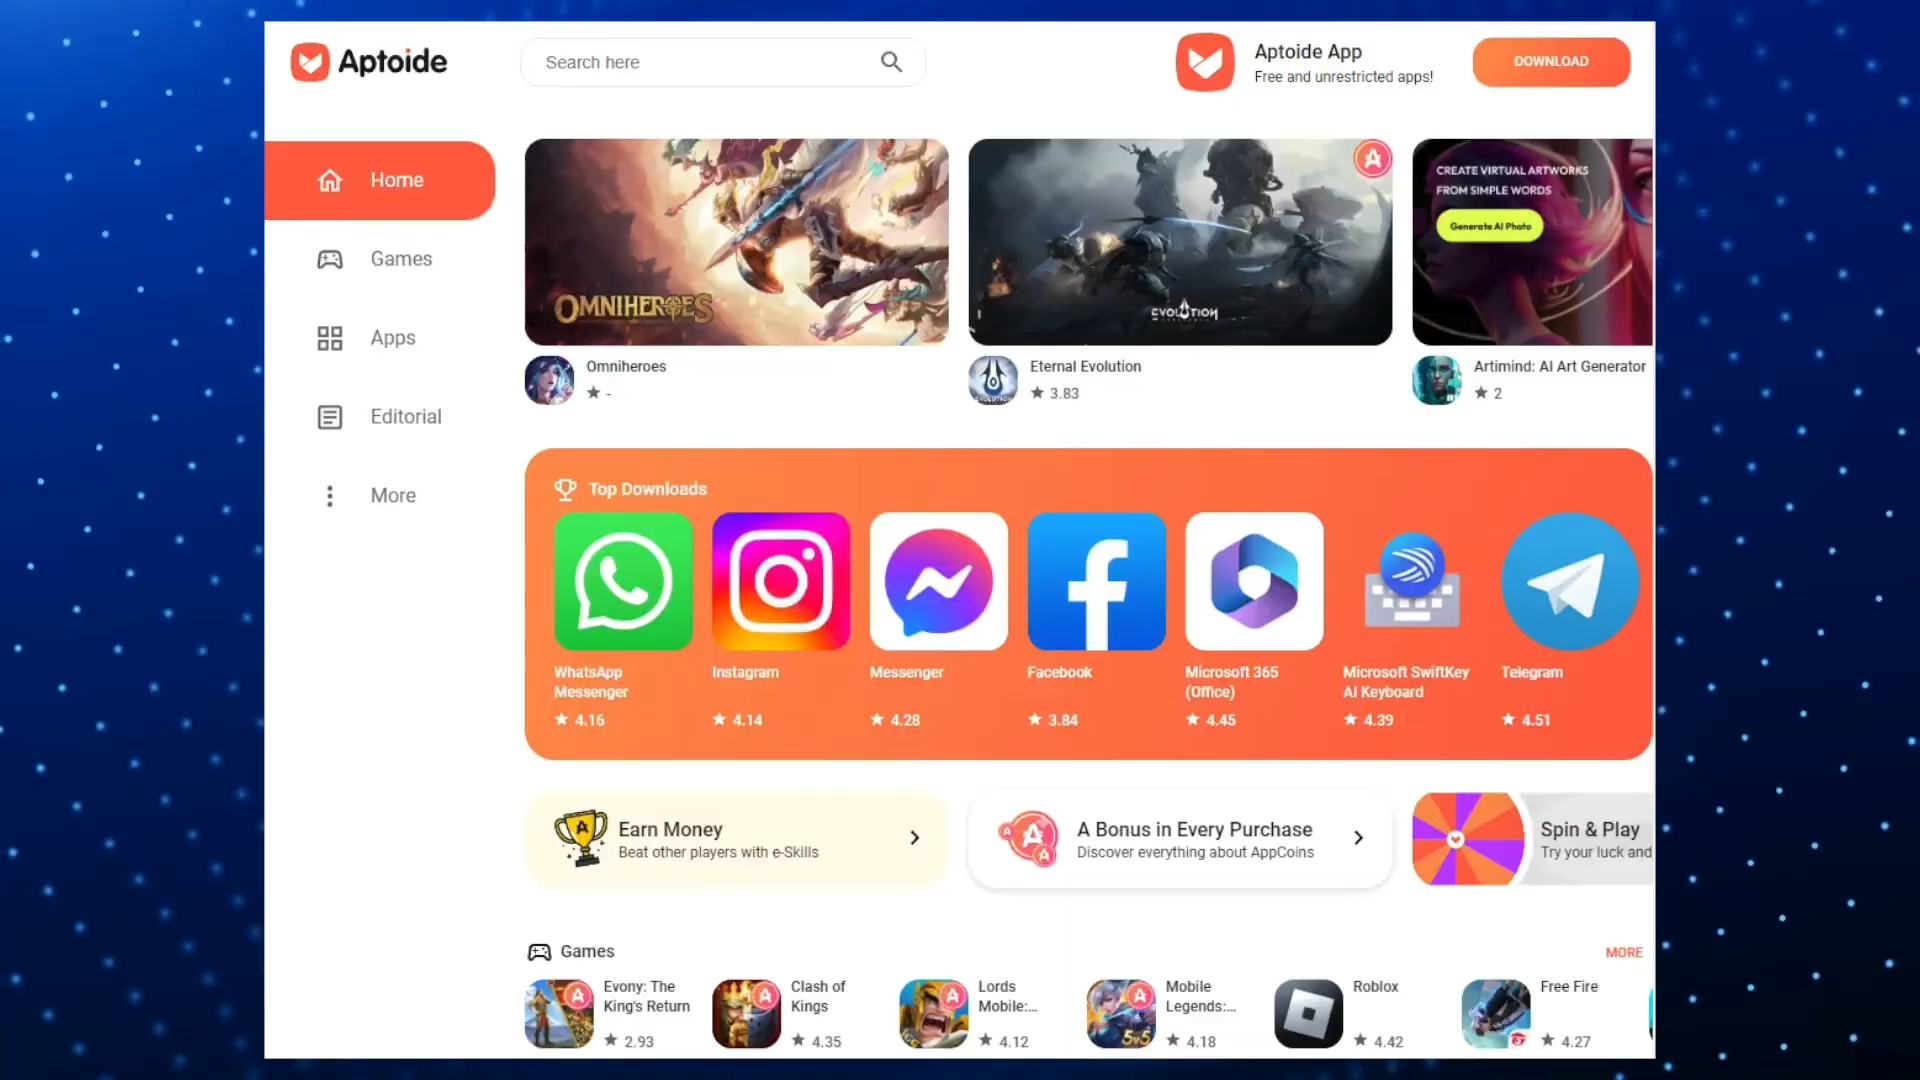 Aptoide
Search here
Aptoide App
Free and unrestricted apps!
DOWNLOAD
Home
Games
Apps
Editorial
More
OMNIHEROES
EVOLUTION
CREATE VIRTUAL ARTWORKS
FROM SIMPLE WORDS
Generate AI Photo
Omniheroes
-
Eternal Evolution
3.83
Artimind: AI Art Generator
2
Top Downloads
WhatsApp
Messenger
4.16
Instagram
4.14
Messenger
4.28
Facebook
3.84
Microsoft 365
(Office)
4.45
Microsoft SwiftKey
AI Keyboard
4.39
Telegram
4.51
Earn Money
Beat other players with e-Skills
A Bonus in Every Purchase
Discover everything about AppCoins
Spin & Play
Try your luck and
Games
MORE
Evony: The
King's Return
2.93
Clash of
Kings
4.35
Lords
Mobile:...
4.12
5v5
Mobile
Legends:...
4.18
Roblox
4.42
Free Fire
4.27